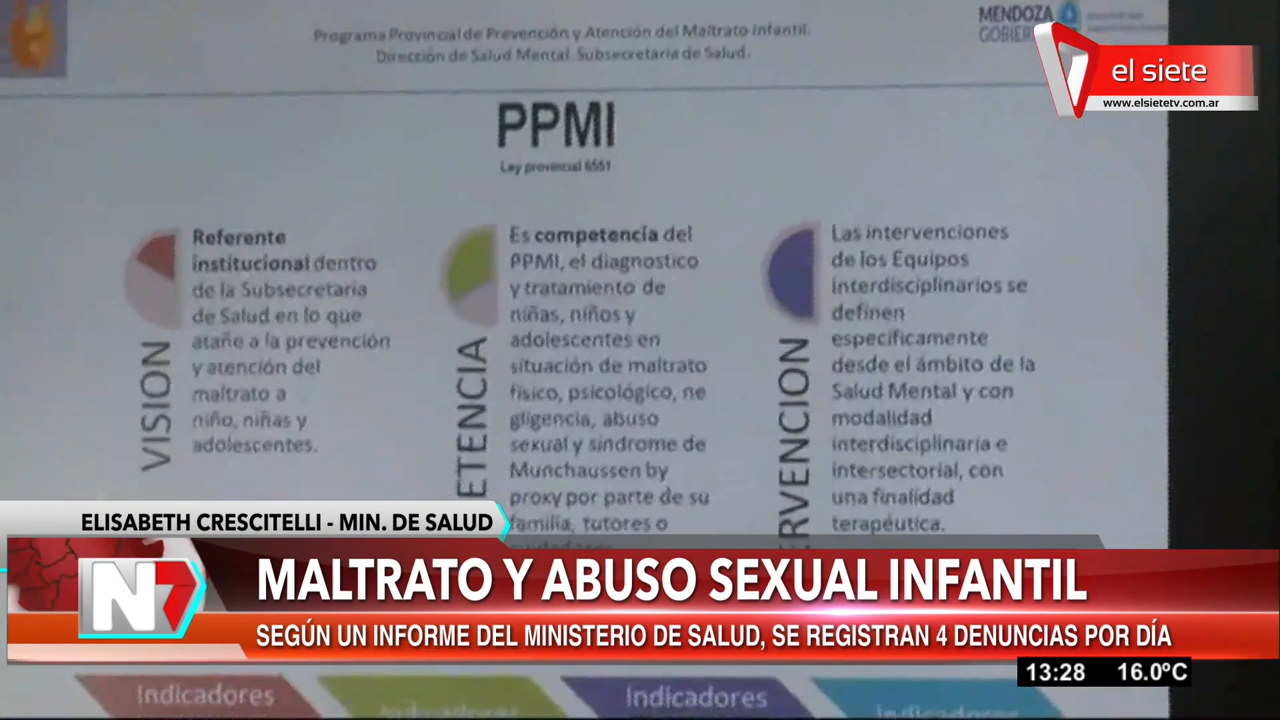 Programa Provincial de Prevención y Atención del Maltrato Infantil.
Dirección de Salud Mental. Subsecretaria de Salud.
MENDOZA
el siete
www.elsietetv.com.ar
PPMI
Ley provincial 6551
VISION
Referente
institucional dentro
de la Subsecretaria
de Salud en lo que
atañe a la prevención
y atención del
maltrato a
niño, niñas y
adolescentes.
ETENCIA
Es competencia del
PPMI, el diagnostico
y tratamiento de
niñas, niños y
adolescentes en
situación de maltrato
físico, psicológico, ne
gligencia, abuso
sexual y síndrome de
Munchaussen by
proxy por parte de su
familia, tutores o
RVENCION
Las intervenciones
de los Equipos
interdisciplinarios se
definen
específicamente
desde el ámbito de la
Salud Mental y con
modalidad
interdisciplinaria e
intersectorial, con
una finalidad
terapéutica.
ELISABETH CRESCITELLI - MIN. DE SALUD
N7
MALTRATO Y ABUSO SEXUAL INFANTIL
SEGÚN UN INFORME DEL MINISTERIO DE SALUD, SE REGISTRAN 4 DENUNCIAS POR DÍA
13:28 16.0ºC
Indicadores
Indicadores